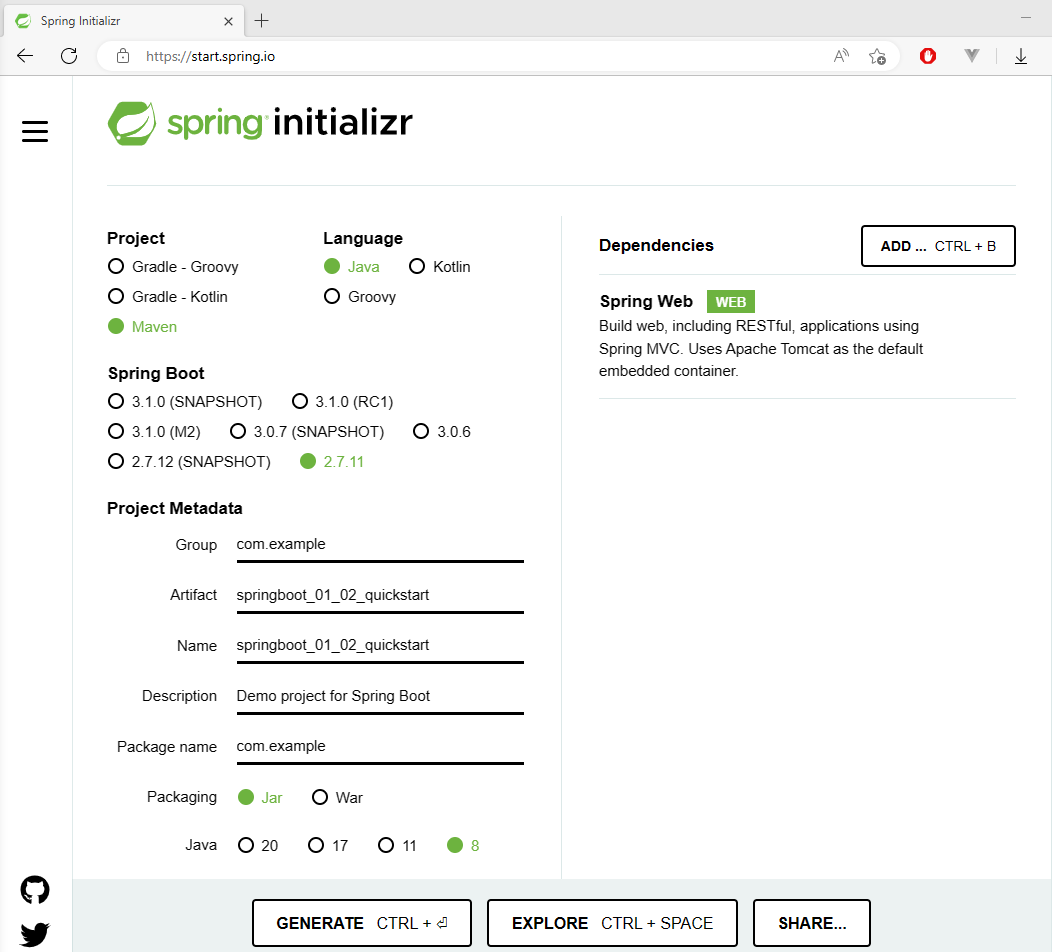 Spring Initializr
https://start.spring.io
spring initializr
Project
Gradle - Groovy
Gradle - Kotlin
Maven
Language
Java Kotlin
Groovy
Spring Boot
3.1.0 (SNAPSHOT) 3.1.0 (RC1)
3.1.0 (M2) 3.0.7 (SNAPSHOT) 3.0.6
2.7.12 (SNAPSHOT) 2.7.11
Project Metadata
Group com.example
Artifact springboot_01_02_quickstart
Name springboot_01_02_quickstart
Description Demo project for Spring Boot
Package name com.example
Packaging Jar War
Java 20 17 11 8
Dependencies ADD ... CTRL + B
Spring Web WEB
Build web, including RESTful, applications using
Spring MVC. Uses Apache Tomcat as the default
embedded container.
GENERATE CTRL + ⏎ EXPLORE CTRL + SPACE SHARE...